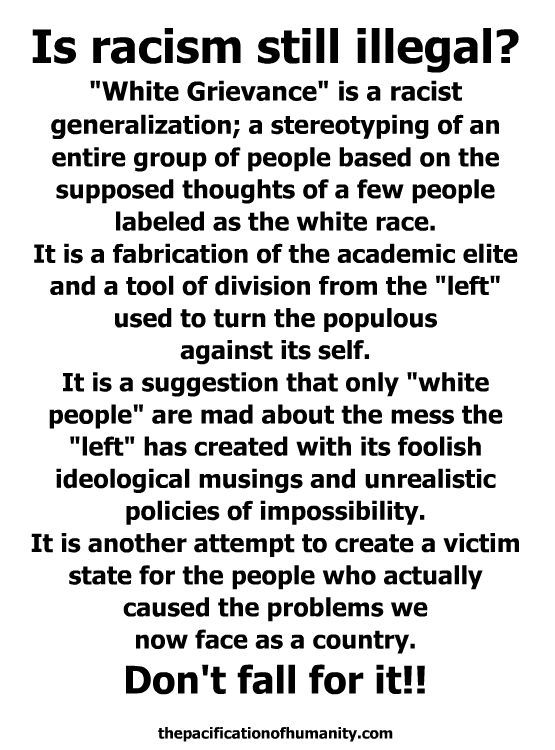 Is racism still illegal?
"White Grievance" is a racist
generalization; a stereotyping of an
entire group of people based on the
supposed thoughts of a few people
labeled as the white race.
It is a fabrication of the academic elite
and a tool of division from the "left"
used to turn the populous
against its self.
It is a suggestion that only "white
people" are mad about the mess the
"left" has created with its foolish
ideological musings and unrealistic
policies of impossibility.
It is another attempt to create a victim
state for the people who actually
caused the problems we
now face as a country.
Don't fall for it!!
thepacificationofhumanity.com